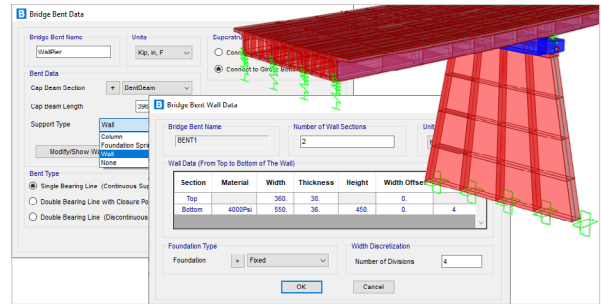 B Bridge Bent Data
Bridge Bent Name
Units
WallPier
Kip, in, F
Connect to Girder Bottom
Bent Data
Cap Beam Section
+
Cap Beam Length
396
Support Type
Wall
Column
Foundation Spri
Wall
None
Modify/Show Wa
Bent Type
Single Bearing Line (Continuous Sup
Double Bearing Line with Closure Po
Double Bearing Line (Discontinuous
B Bridge Bent Wall Data
Bridge Bent Name
Number of Wall Sections
Unit
BENT1
2
Wall Data (From Top to Bottom of The Wall)
Section Material Width Thickness Height Width Offset
Top 360. 30. 0.
Bottom 4000Psi 550. 36. 450. 0. 4
Foundation Type
Width Discretization
Foundation
+
Fixed
Number of Divisions
4
OK
Cancel